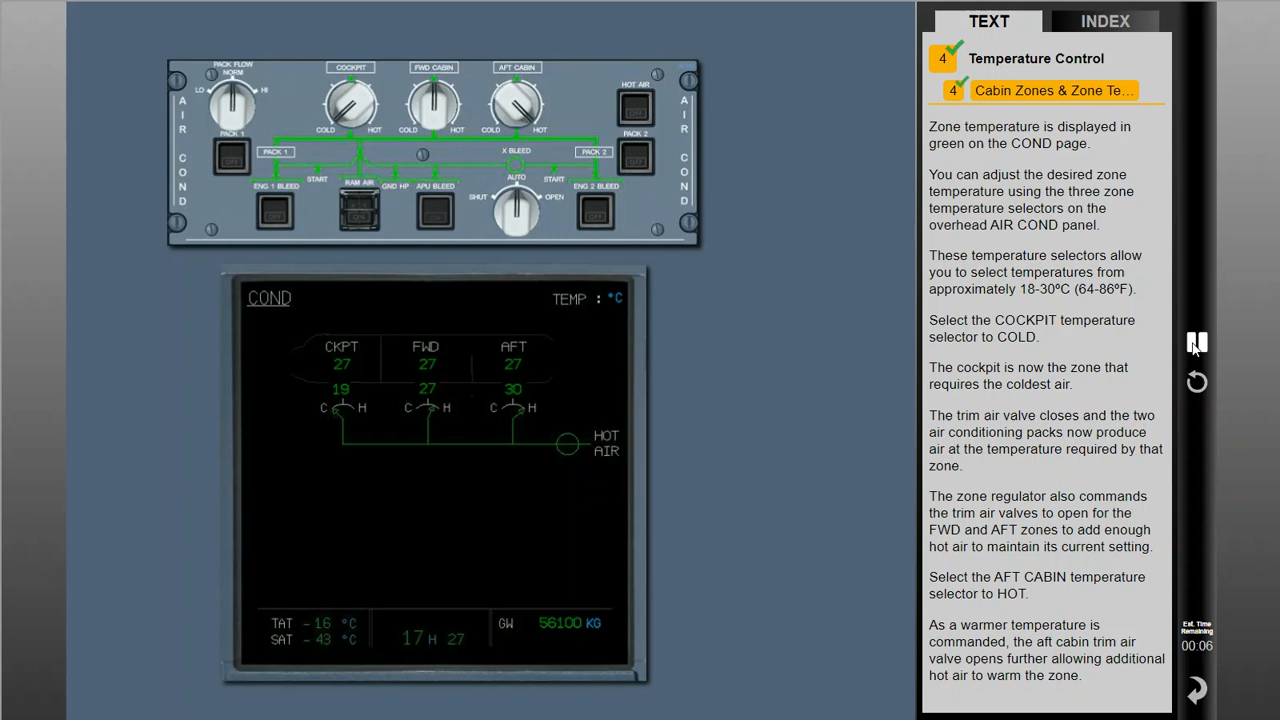 TEXT
INDEX
4 Temperature Control
4 Cabin Zones & Zone Te...
Zone temperature is displayed in
green on the COND page.
You can adjust the desired zone
temperature using the three zone
temperature selectors on the
overhead AIR COND panel.
These temperature selectors allow
you to select temperatures from
approximately 18-30ºC (64-86ºF).
Select the COCKPIT temperature
selector to COLD.
The cockpit is now the zone that
requires the coldest air.
The trim air valve closes and the two
air conditioning packs now produce
air at the temperature required by that
zone.
The zone regulator also commands
the trim air valves to open for the
FWD and AFT zones to add enough
hot air to maintain its current setting.
Select the AFT CABIN temperature
selector to HOT.
As a warmer temperature is
commanded, the aft cabin trim air
valve opens further allowing additional
hot air to warm the zone.
Est. Time
Remaining
00:06
PACK FLOW
NORM
LO
HI
COCKPIT
FWD CABIN
AFT CABIN
HOT AIR
COLD HOT
COLD HOT
COLD HOT
AIR COND
AIR COND
PACK 1
PACK 1
X BLEED
PACK 2
PACK 2
START
START
ENG 1 BLEED
RAM AIR
GND HP
APU BLEED
AUTO
SHUT
OPEN
ENG 2 BLEED
COND
TEMP : °C
CKPT FWD AFT
27 27 27
19 27 30
C H C H C H
HOT
AIR
TAT -16 °C
SAT -43 °C
17 H 27
GW 56100 KG